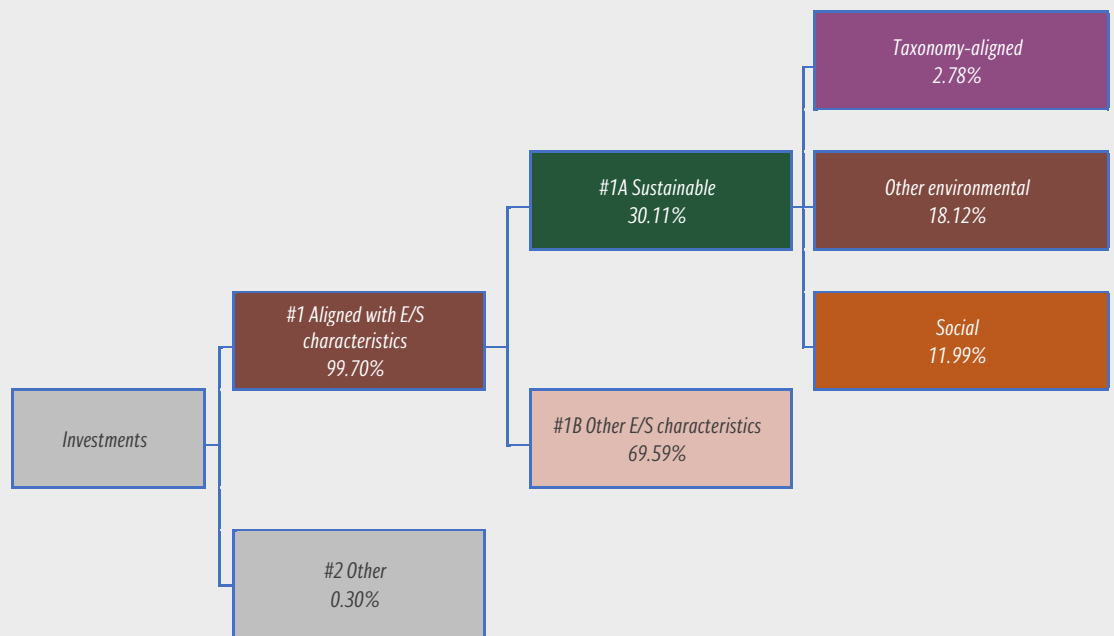 Investments
#1 Aligned with E/S
characteristics
99.70%
#2 Other
0.30%
#1A Sustainable
30.11%
#1B Other E/S characteristics
69.59%
Taxonomy-aligned
2.78%
Other environmental
18.12%
Social
11.99%